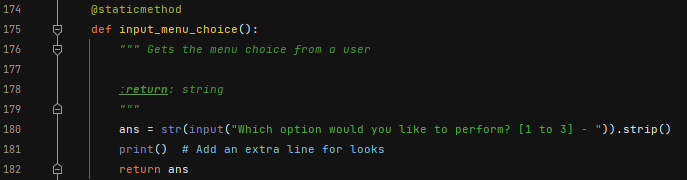 174 @staticmethod
175 def input_menu_choice():
176 """ Gets the menu choice from a user
177
178 :return: string
179 """
180 ans = str(input("Which option would you like to perform? [1 to 3] - ")).strip()
181 print()  # Add an extra line for looks
182 return ans